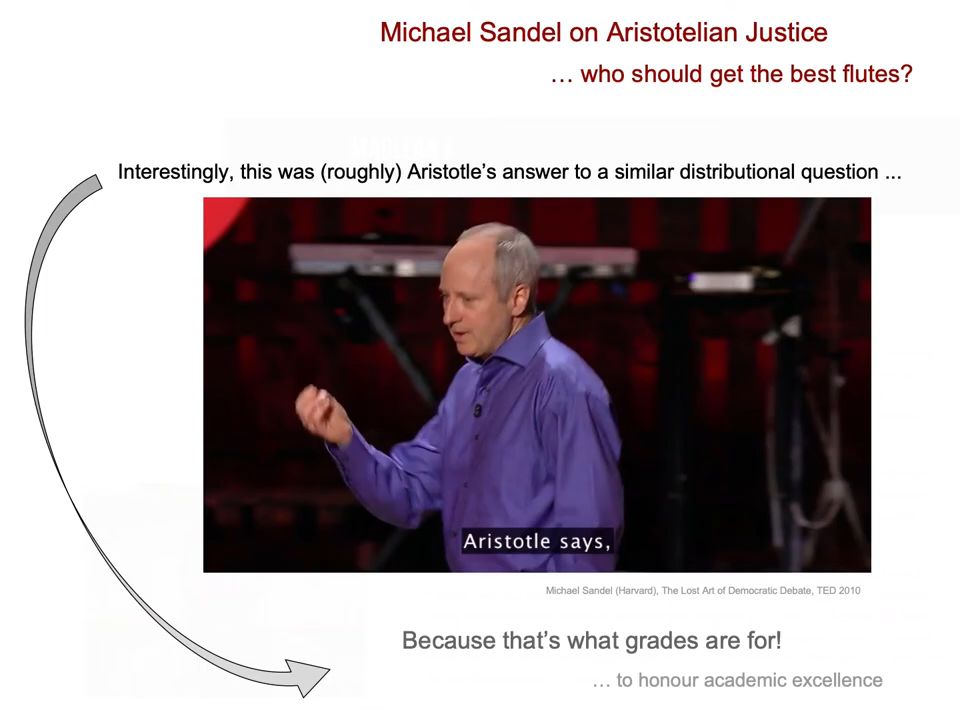 Michael Sandel on Aristotelian Justice
… who should get the best flutes?
Interestingly, this was (roughly) Aristotle’s answer to a similar distributional question ...
Aristotle says,
Michael Sandel (Harvard), The Lost Art of Democratic Debate, TED 2010
Because that’s what grades are for!
… to honour academic excellence